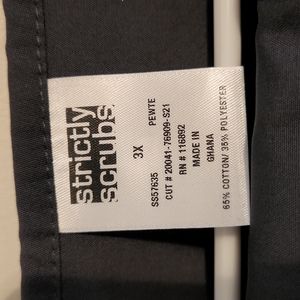 strictly
scrubs
3X
SS57635 PEWTE
CUT # 20041-76909-S21
RN # 116892
MADE IN
GHANA
65% COTTON/ 35% POLYESTER